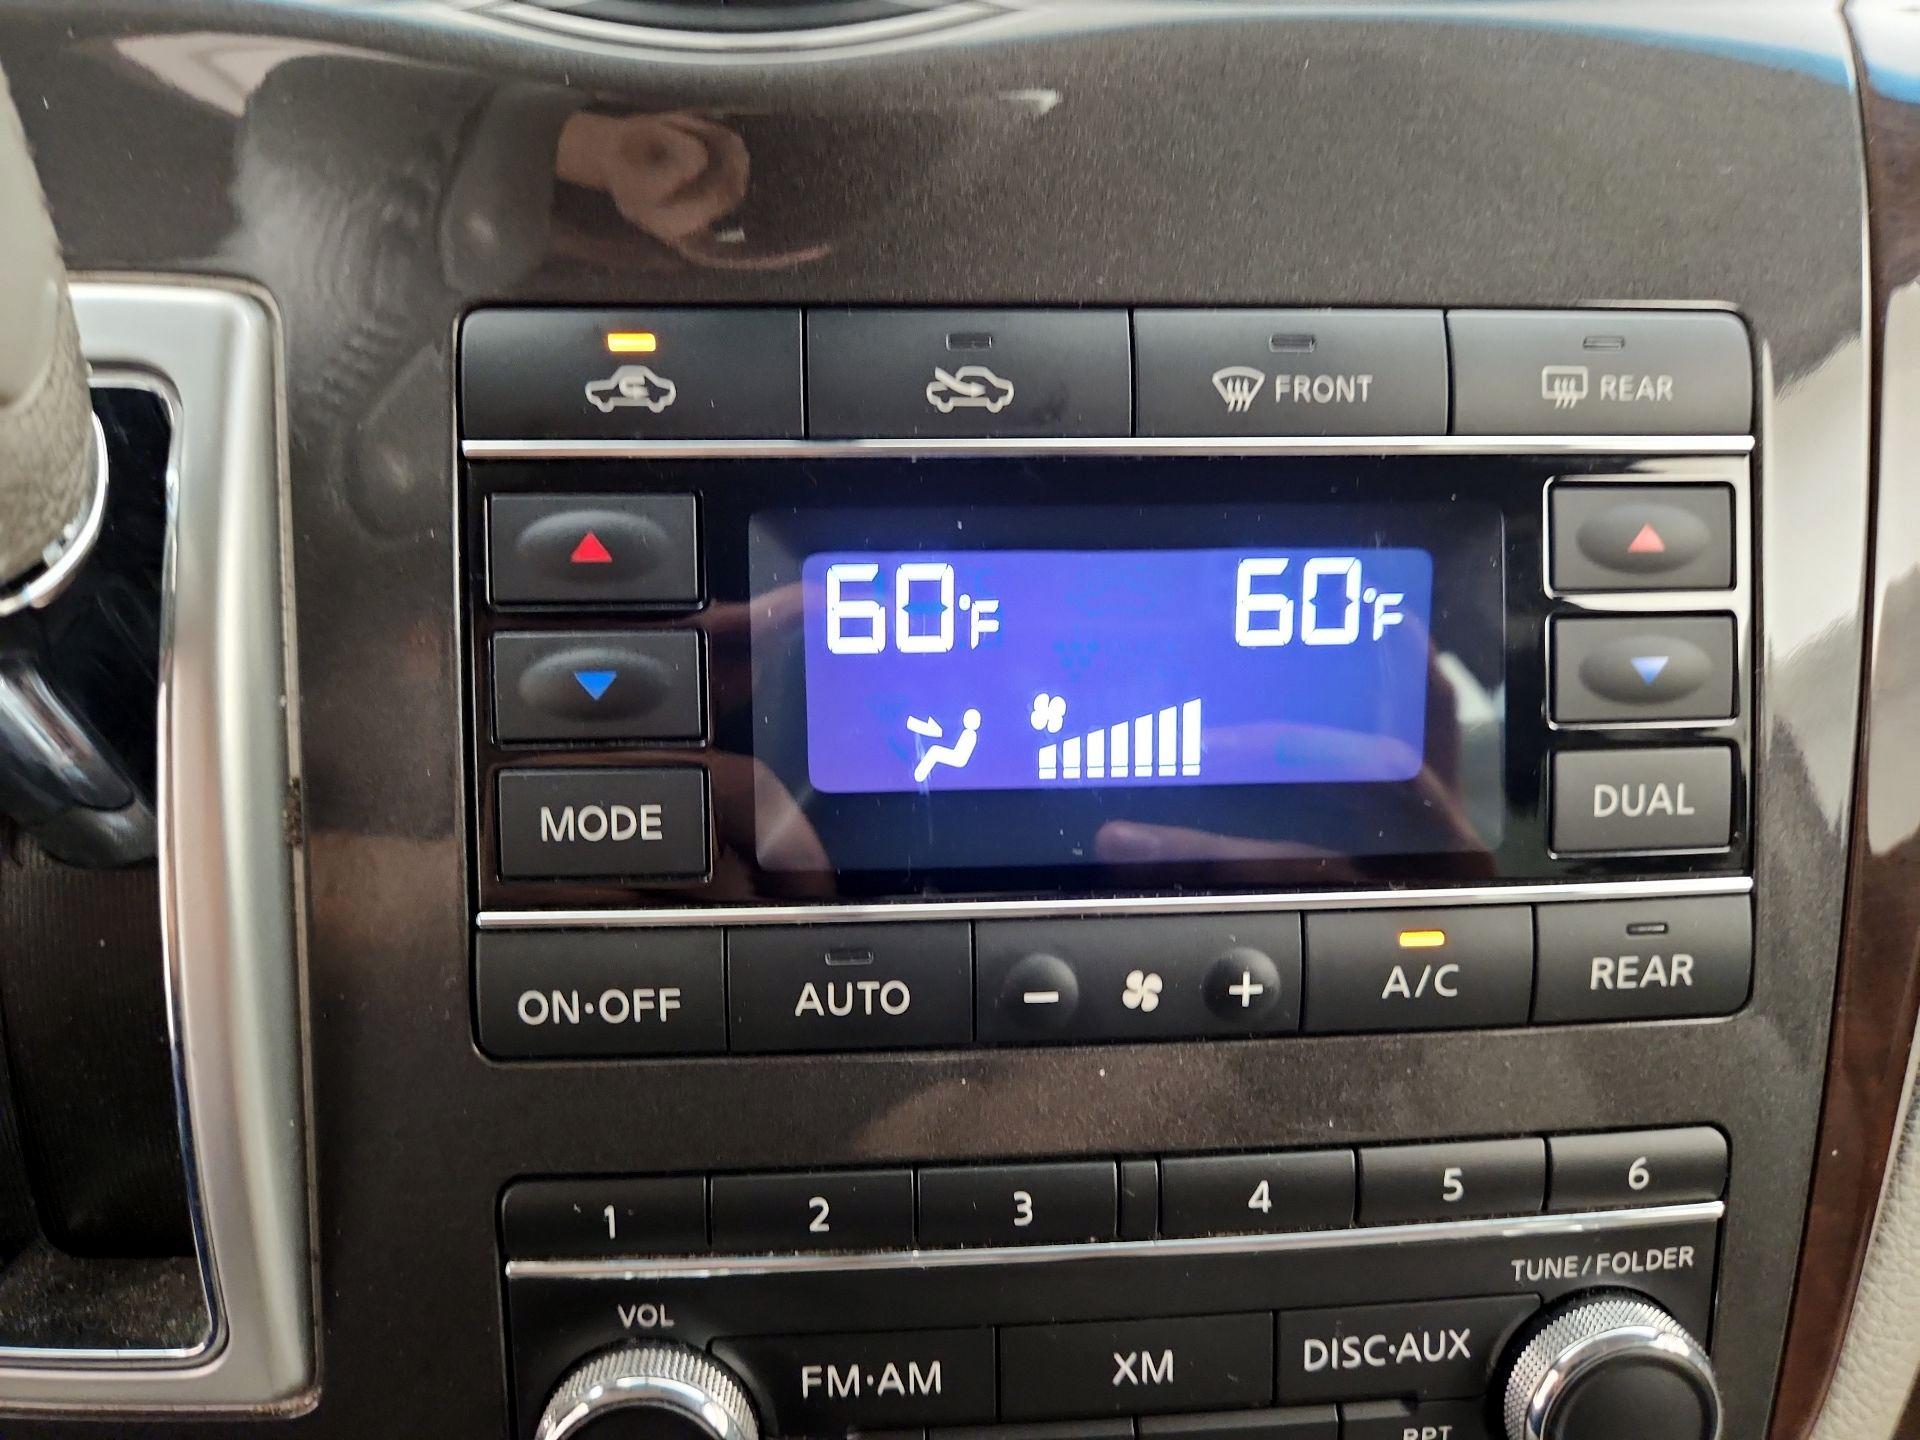 FRONT
REAR
60°F
60°F
MODE
DUAL
ON·OFF
AUTO
−
+
A/C
REAR
1
2
3
4
5
6
TUNE/FOLDER
VOL
FM·AM
XM
DISC·AUX
RPT